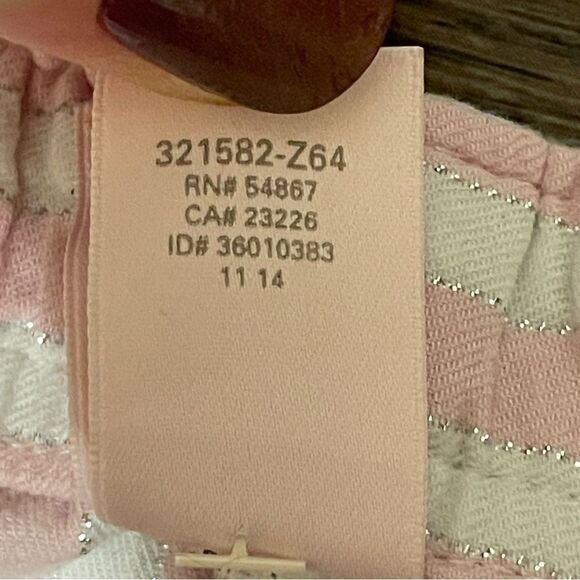 321582-Z64
RN# 54867
CA# 23226
ID# 36010383
11 14